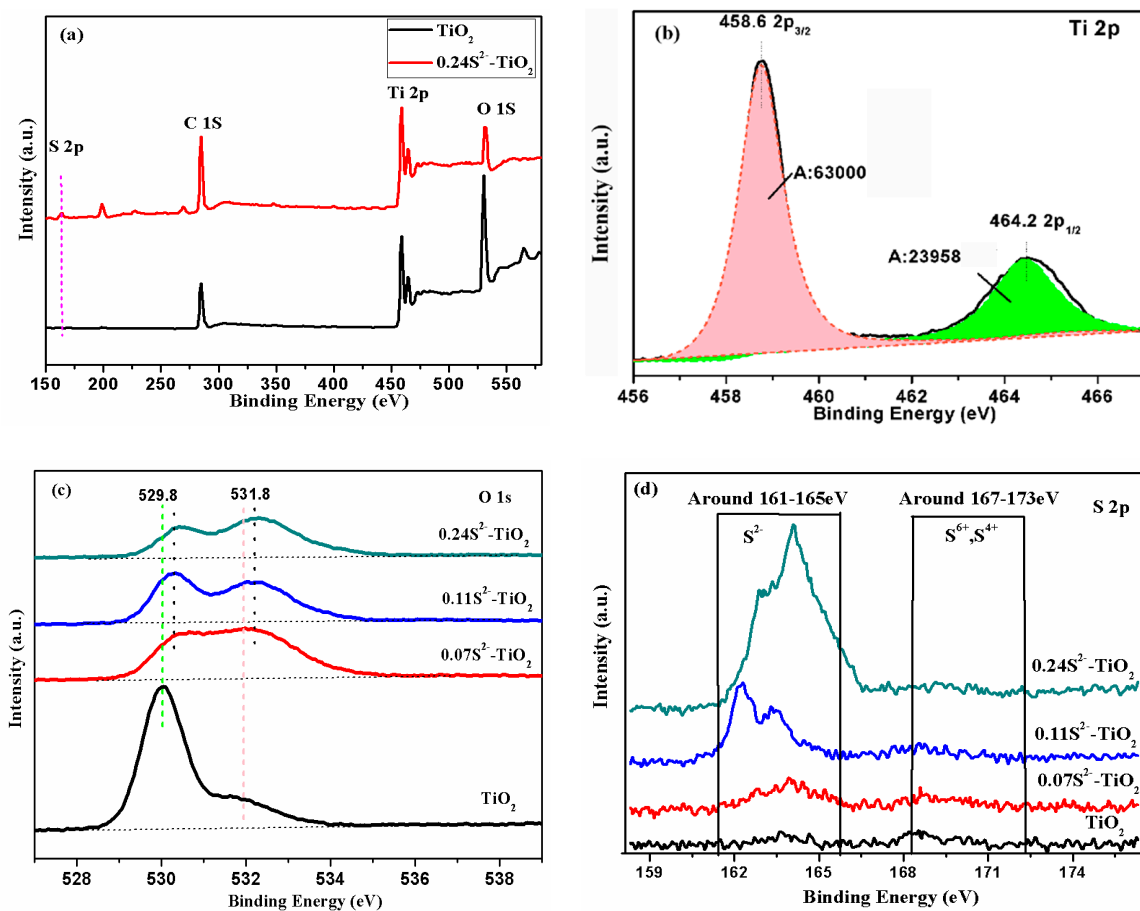 (a)
TiO2
0.24S2--TiO2
S 2p
C 1S
Ti 2p
O 1S
Intensity (a.u.)
150 200 250 300 350 400 450 500 550
Binding Energy (eV)
(b)
458.6 2p3/2
Ti 2p
A:63000
464.2 2p1/2
A:23958
Intensity (a.u.)
456 458 460 462 464 466
Binding Energy (eV)
(c)
529.8 531.8
O 1s
0.24S2--TiO2
0.11S2--TiO2
0.07S2--TiO2
TiO2
Intensity (a.u.)
528 530 532 534 536 538
Binding Energy (eV)
(d)
Around 161-165eV
Around 167-173eV
S 2p
S2-
S6+,S4+
0.24S2--TiO2
0.11S2--TiO2
0.07S2--TiO2
TiO2
Intensity (a.u.)
159 162 165 168 171 174
Binding Energy (eV)